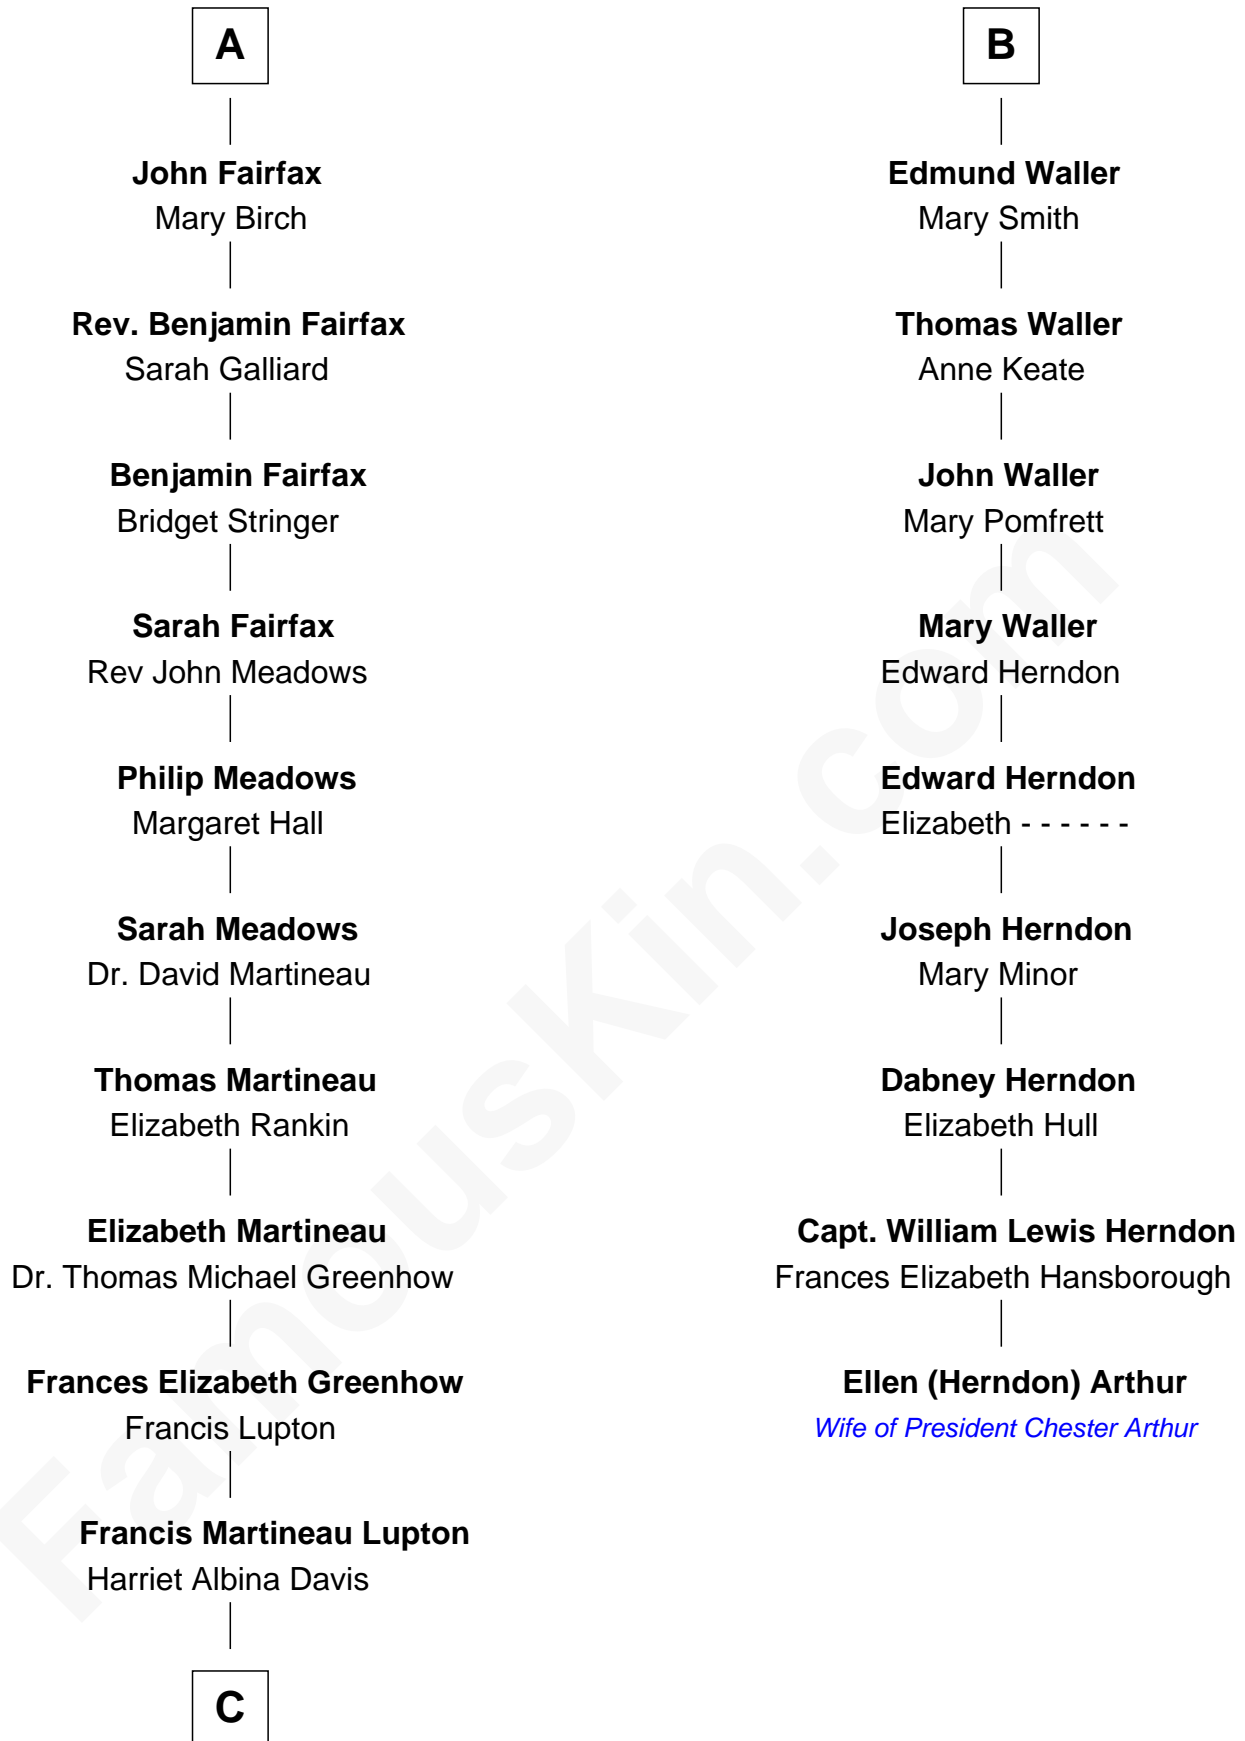 A
John Fairfax
Mary Birch
Rev. Benjamin Fairfax
Sarah Galliard
Benjamin Fairfax
Bridget Stringer
Sarah Fairfax
Rev John Meadows
Philip Meadows
Margaret Hall
Sarah Meadows
Dr. David Martineau
Thomas Martineau
Elizabeth Rankin
Elizabeth Martineau
Dr. Thomas Michael Greenhow
Frances Elizabeth Greenhow
Francis Lupton
Francis Martineau Lupton
Harriet Albina Davis
C
B
Edmund Waller
Mary Smith
Thomas Waller
Anne Keate
John Waller
Mary Pomfrett
Mary Waller
Edward Herndon
Edward Herndon
Elizabeth - - - - - -
Joseph Herndon
Mary Minor
Dabney Herndon
Elizabeth Hull
Capt. William Lewis Herndon
Frances Elizabeth Hansborough
Ellen (Herndon) Arthur
Wife of President Chester Arthur
FamousKin.com